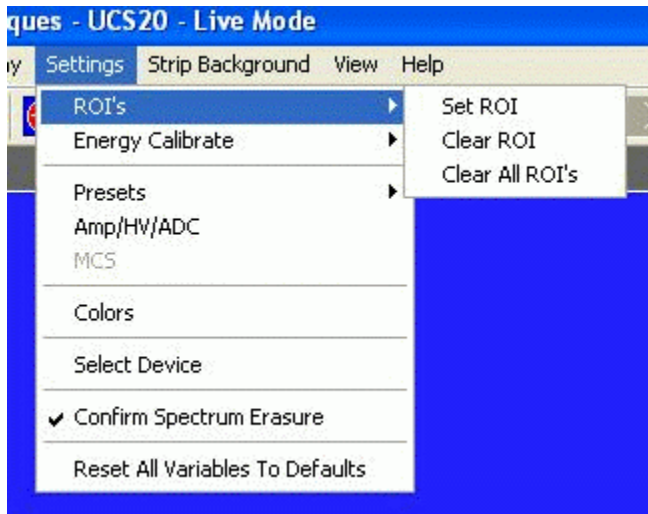 ques - UCS20 - Live Mode
ay Settings Strip Background View Help
ROI's
Set ROI
Energy Calibrate
Clear ROI
Clear All ROI's
Presets
Amp/HV/ADC
MCS
Colors
Select Device
Confirm Spectrum Erasure
Reset All Variables To Defaults